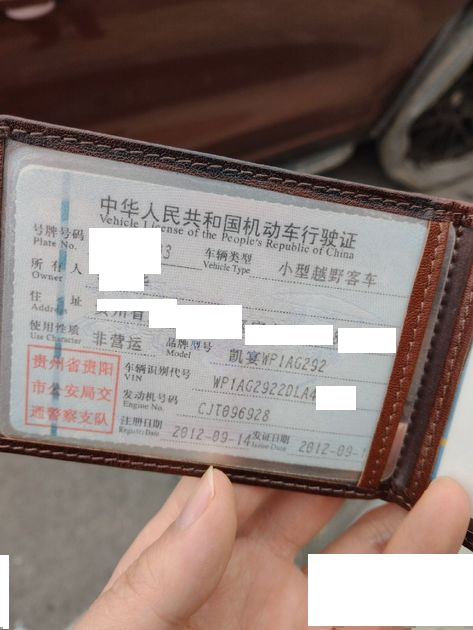 中华人民共和国机动车行驶证
Vehicle License of the People's Republic of China
号牌号码
Plate No.
3
车辆类型
Vehicle Type
小型越野客车
所有人
Owner
住址
Address
州省
使用性质
Use Character
非营运
品牌型号
Model
凯宴WP1AG292
车辆识别代号
VIN
WP1AG2922DLA4
发动机号码
Engine No.
CJT096928
注册日期
Register Date
2012-09-14
发证日期
Issue Date
2012-09-1
贵州省贵阳
市公安局交
通警察支队